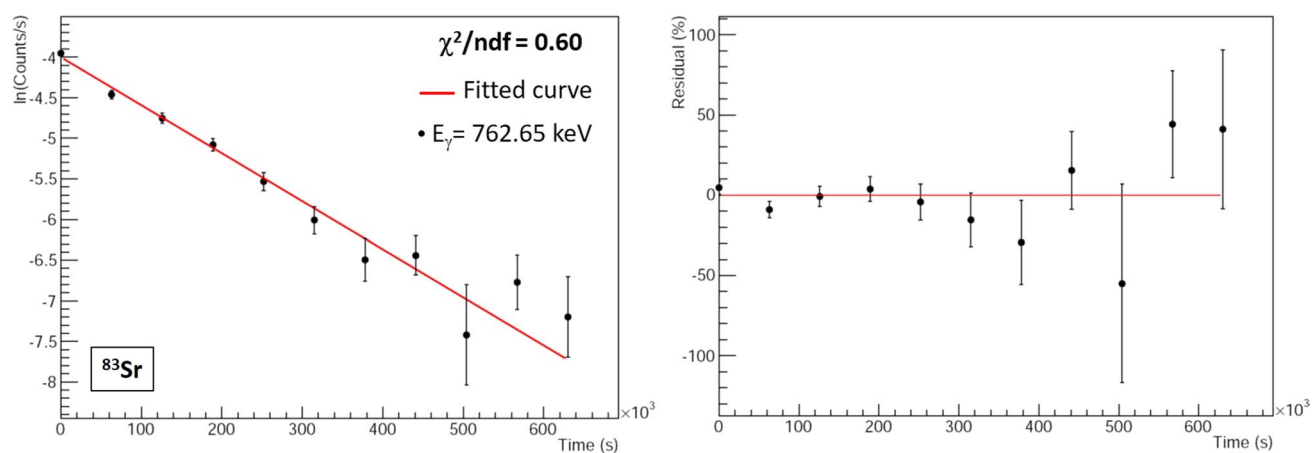 ln(Counts/s)
-4
-4.5
-5
-5.5
-6
-6.5
-7
-7.5
-8
χ²/ndf = 0.60
Fitted curve
Eγ= 762.65 keV
⁸³Sr
0 100 200 300 400 500 600
×10³
Time (s)
Residual (%)
100
50
0
-50
-100
0 100 200 300 400 500 600
×10³
Time (s)